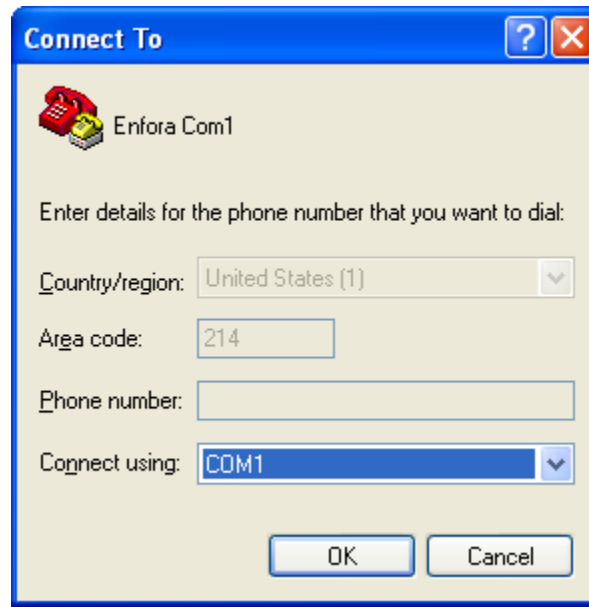 Connect To
Enfora Com1
Enter details for the phone number that you want to dial:
Country/region: United States (1)
Area code: 214
Phone number:
Connect using: COM1
OK Cancel